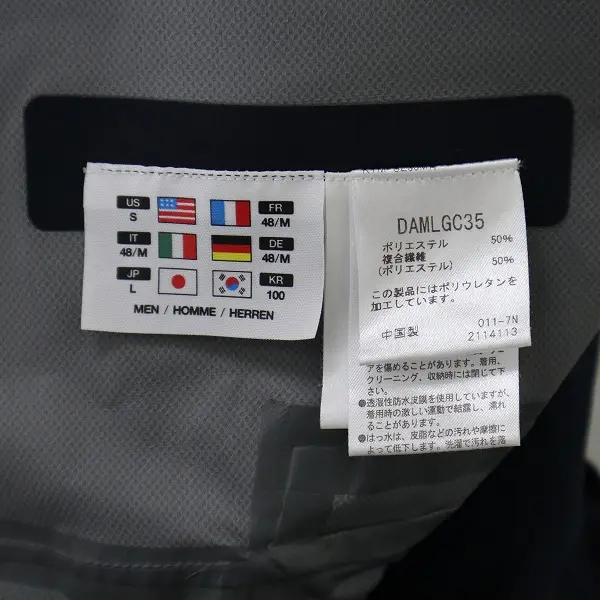 US
S
FR
48/M
IT
48/M
DE
48/M
JP
L
KR
100
MEN / HOMME / HERREN
DAMLGC35
ポリエステル 50%
複合繊維
(ポリエステル) 50%
この製品にはポリウレタンを
加工しています。
中国製
011-7N
2114113
アを傷めることがあります。着用、
クリーニング、収納時には閉じて下
さい。
●透湿性防水皮膜を使用していますが、
着用時の激しい運動で結露し、濡れ
ることがあります。
●はっ水は、皮脂などの汚れや摩擦に
よって低下します。洗濯で汚れを落